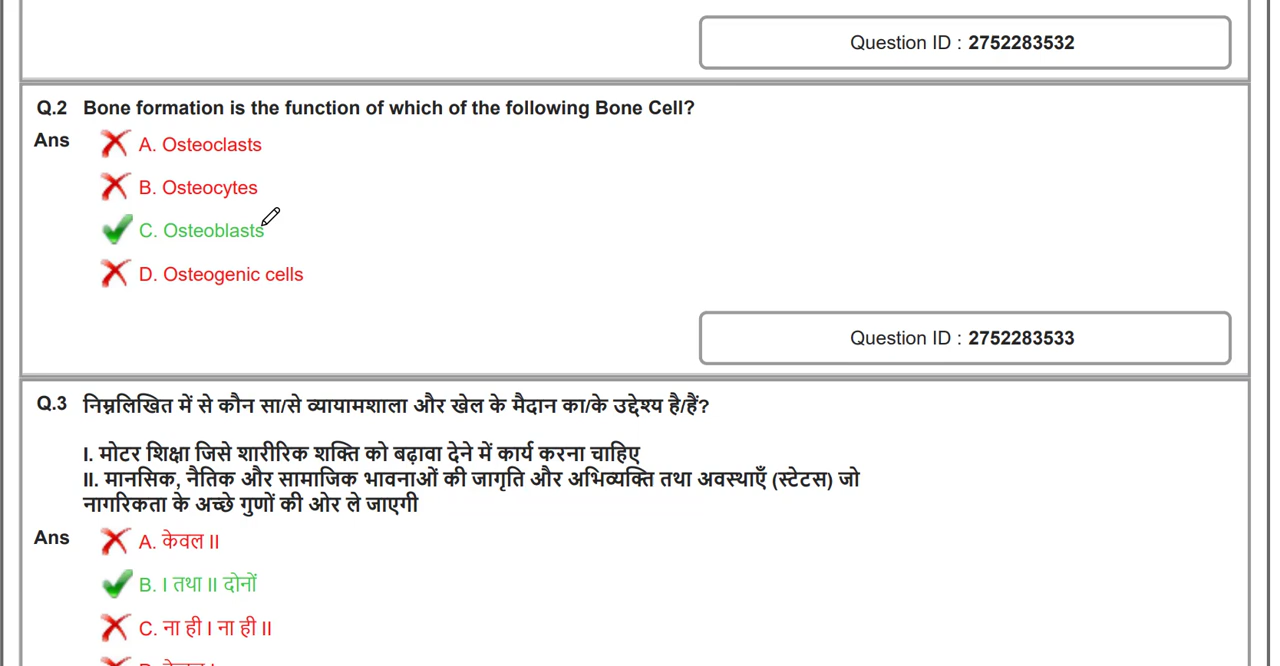 Question ID : 2752283532
Q.2 Bone formation is the function of which of the following Bone Cell?
Ans A. Osteoclasts
B. Osteocytes
C. Osteoblasts
D. Osteogenic cells
Question ID : 2752283533
Q.3 निम्नलिखित में से कौन सा/से व्यायामशाला और खेल के मैदान का/के उद्देश्य है/हैं?
I. मोटर शिक्षा जिसे शारीरिक शक्ति को बढ़ावा देने में कार्य करना चाहिए
II. मानसिक, नैतिक और सामाजिक भावनाओं की जागृति और अभिव्यक्ति तथा अवस्थाएँ (स्टेटस) जो
नागरिकता के अच्छे गुणों की ओर ले जाएगी
Ans A. केवल II
B. I तथा II दोनों
C. ना ही I ना ही II